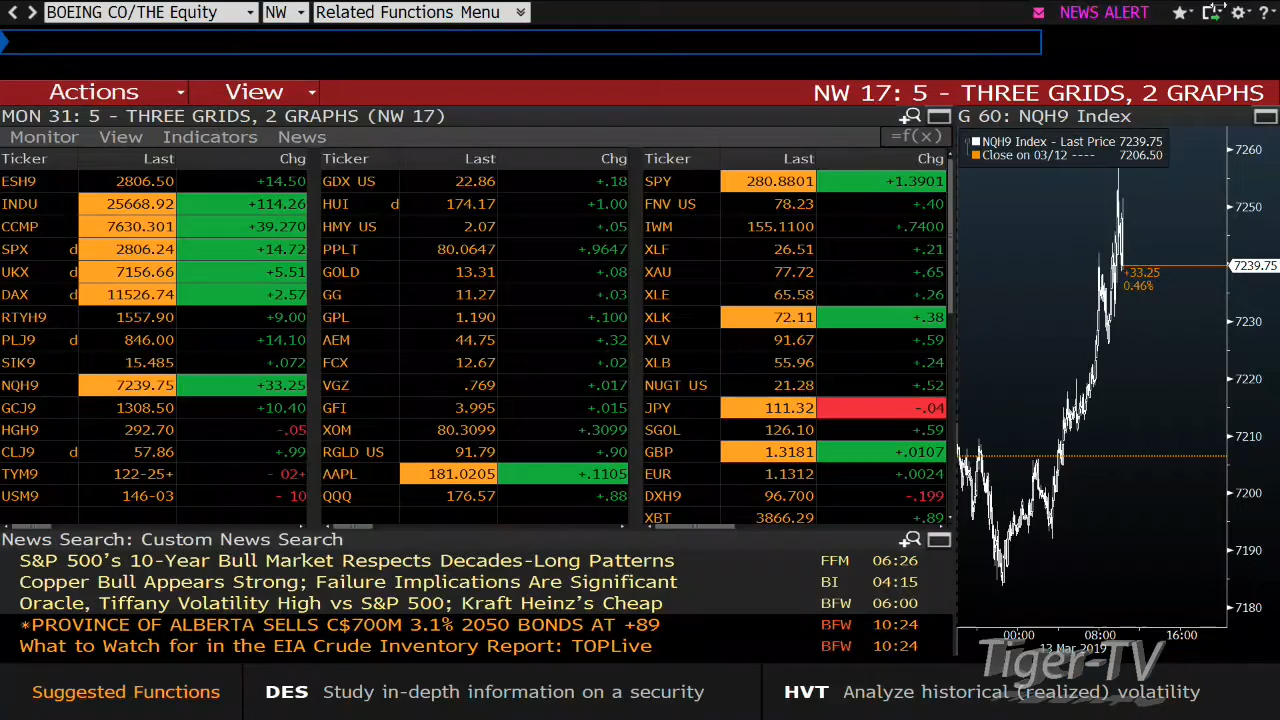 BOEING CO/THE Equity NW Related Functions Menu NEWS ALERT ?
Actions View NW 17: 5 - THREE GRIDS, 2 GRAPHS
MON 31: 5 - THREE GRIDS, 2 GRAPHS (NW 17) G 60: NQH9 Index
Monitor View Indicators News =f(x)
Ticker Last Chg Ticker Last Chg Ticker Last Chg
ESH9 2806.50 +14.50 GDX US 22.86 +.18 SPY 280.8801 +1.3901
INDU 25668.92 +114.26 HUI d 174.17 +1.00 FNV US 78.23 +.40
CCMP 7630.301 +39.270 HMY US 2.07 +.05 IWM 155.1100 +.7400
SPX d 2806.24 +14.72 PPLT 80.0647 +.9647 XLF 26.51 +.21
UKX d 7156.66 +5.51 GOLD 13.31 +.08 XAU 77.72 +.65
DAX d 11526.74 +2.57 GG 11.27 +.03 XLE 65.58 +.26
RTYH9 1557.90 +9.00 GPL 1.190 +.100 XLK 72.11 +.38
PLJ9 d 846.00 +14.10 AEM 44.75 +.32 XLV 91.67 +.59
SIK9 15.485 +.072 FCX 12.67 +.02 XLB 55.96 +.24
NQH9 7239.75 +33.25 VGZ .769 +.017 NUGT US 21.28 +.52
GCJ9 1308.50 +10.40 GFI 3.995 +.015 JPY 111.32 -.04
HGH9 292.70 -.05 XOM 80.3099 +.3099 SGOL 126.10 +.59
CLJ9 d 57.86 +.99 RGLD US 91.79 +.90 GBP 1.3181 +.0107
TYM9 122-25+ - 02+ AAPL 181.0205 +.1105 EUR 1.1312 +.0024
USM9 146-03 - 10 QQQ 176.57 +.88 DXH9 96.700 -.199
XBT 3866.29 +.89
NQH9 Index - Last Price 7239.75
Close on 03/12 ---- 7206.50
7260
7250
7239.75
+33.25
0.46%
7230
7220
7210
7200
7190
7180
00:00 08:00 16:00
13 Mar 2019
News Search: Custom News Search
S&P 500's 10-Year Bull Market Respects Decades-Long Patterns FFM 06:26
Copper Bull Appears Strong; Failure Implications Are Significant BI 04:15
Oracle, Tiffany Volatility High vs S&P 500; Kraft Heinz's Cheap BFW 06:00
*PROVINCE OF ALBERTA SELLS C$700M 3.1% 2050 BONDS AT +89 BFW 10:24
What to Watch for in the EIA Crude Inventory Report: TOPLive BFW 10:24
Tiger-TV
Suggested Functions DES Study in-depth information on a security HVT Analyze historical (realized) volatility